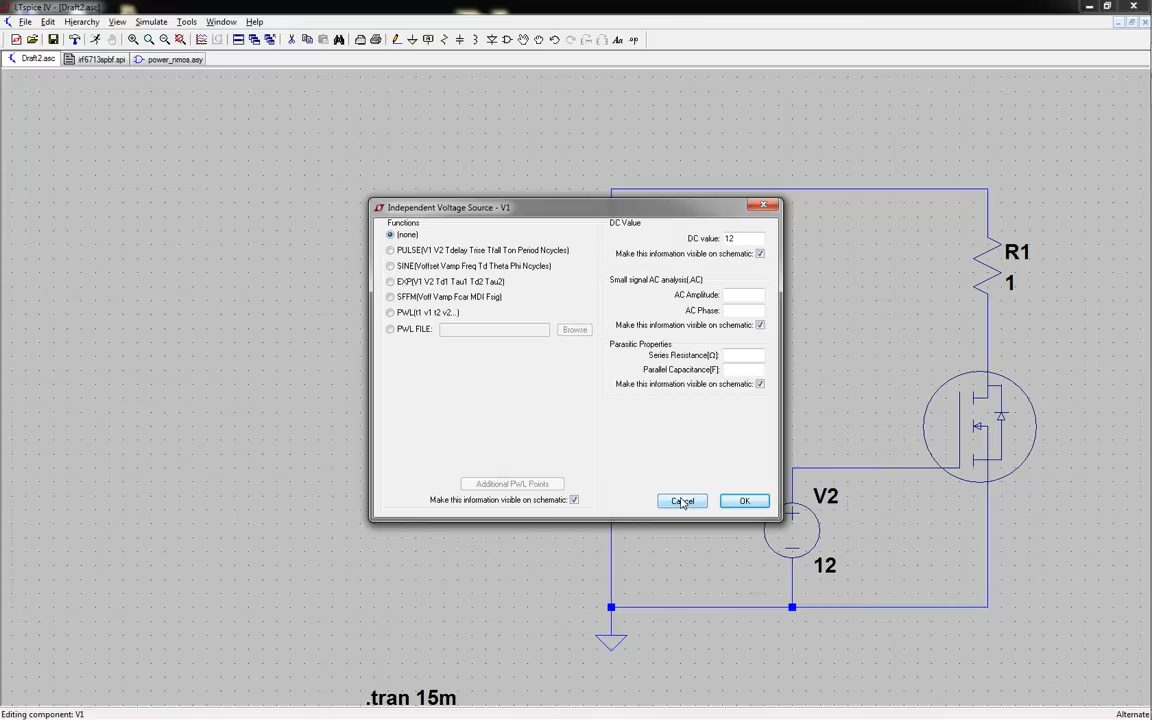 LTspice IV - [Draft2.asc]
File Edit Hierarchy View Simulate Tools Window Help
Draft2.asc irf6713spbf.spi power_nmos.asy
Independent Voltage Source - V1
Functions
(none)
PULSE(V1 V2 Tdelay Trise Tfall Ton Period Ncycles)
SINE(Voffset Vamp Freq Td Theta Phi Ncycles)
EXP(V1 V2 Td1 Tau1 Td2 Tau2)
SFFM(Voff Vamp Fcar MDI Fsig)
PWL(t1 v1 t2 v2...)
PWL FILE: Browse
Additional PWL Points
Make this information visible on schematic:
DC Value
DC value: 12
Make this information visible on schematic:
Small signal AC analysis(.AC)
AC Amplitude:
AC Phase:
Make this information visible on schematic:
Parasitic Properties
Series Resistance[Ω]:
Parallel Capacitance[F]:
Make this information visible on schematic:
Cancel OK
R1
1
V2
12
.tran 15m
Editing component: V1
Alternate